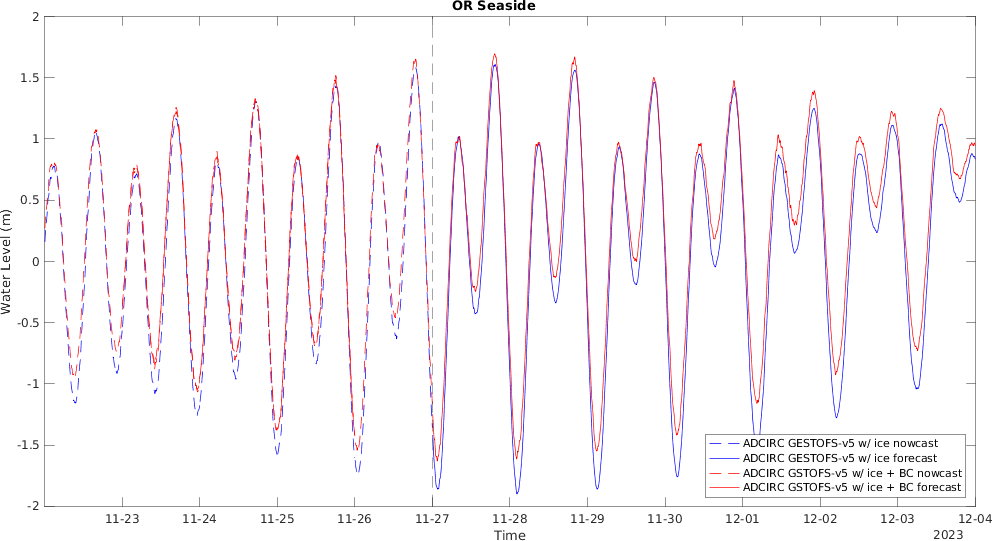 OR Seaside
Water Level (m)
2
1.5
1
0.5
0
-0.5
-1
-1.5
-2
ADCIRC GESTOFS-v5 w/ ice nowcast
ADCIRC GESTOFS-v5 w/ ice forecast
ADCIRC GSTOFS-v5 w/ ice + BC nowcast
ADCIRC GSTOFS-v5 w/ ice + BC forecast
11-23 11-24 11-25 11-26 11-27 11-28 11-29 11-30 12-01 12-02 12-03 12-04
Time
2023